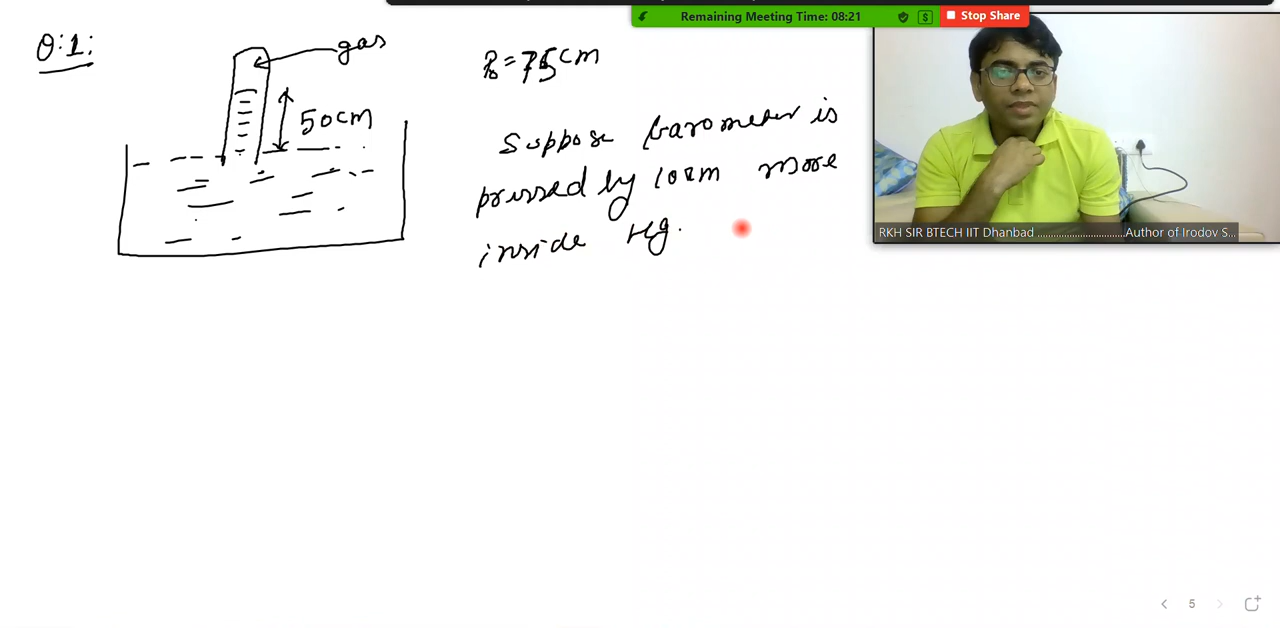 Remaining Meeting Time: 08:21
Stop Share
Q:1:
gas
50cm
P₀ = 75cm
Suppose barometer is
pressed by 10cm more
inside Hg.
RKH SIR BTECH IIT Dhanbad ................................Author of Irodov S...
5